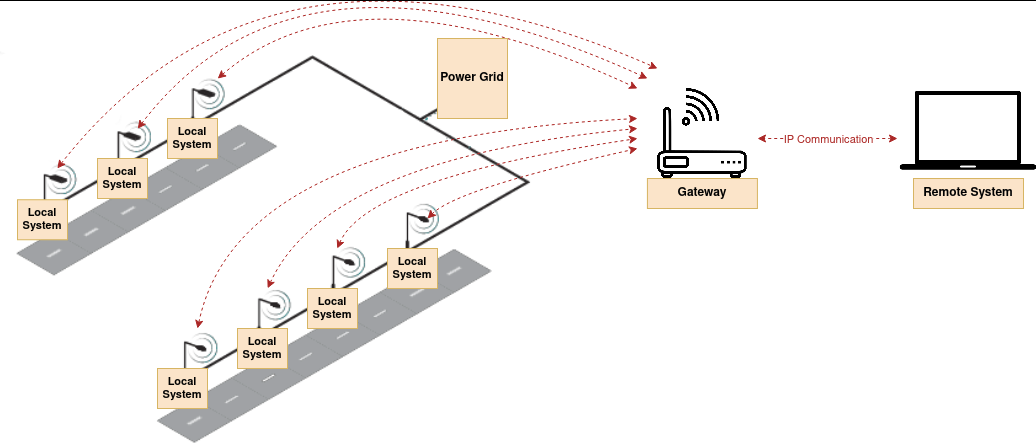 Power Grid
Local
System
Local
System
Local
System
IP Communication
Gateway
Remote System
Local
System
Local
System
Local
System
Local
System